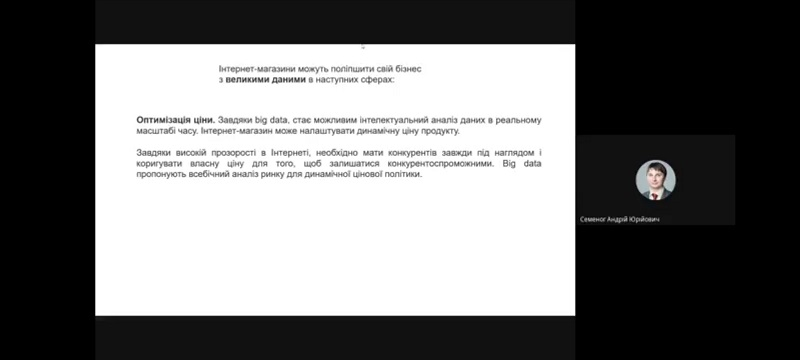 Інтернет-магазини можуть поліпшити свій бізнес
з великими даними в наступних сферах:
Оптимізація ціни. Завдяки big data, стає можливим інтелектуальний аналіз даних в реальному
масштабі часу. Інтернет-магазин може налаштувати динамічну ціну продукту.
Завдяки високій прозорості в Інтернеті, необхідно мати конкурентів завжди під наглядом і
коригувати власну ціну для того, щоб залишатися конкурентоспроможними. Big data
пропонують всебічний аналіз ринку для динамічної цінової політики.
Семеног Андрій Юрійович